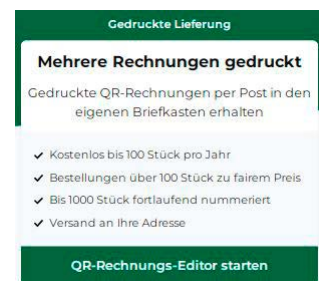 Gedruckte Lieferung
Mehrere Rechnungen gedruckt
Gedruckte QR-Rechnungen per Post in den
eigenen Briefkasten erhalten
✓ Kostenlos bis 100 Stück pro Jahr
✓ Bestellungen über 100 Stück zu fairem Preis
✓ Bis 1000 Stück fortlaufend nummeriert
✓ Versand an Ihre Adresse
QR-Rechnungs-Editor starten